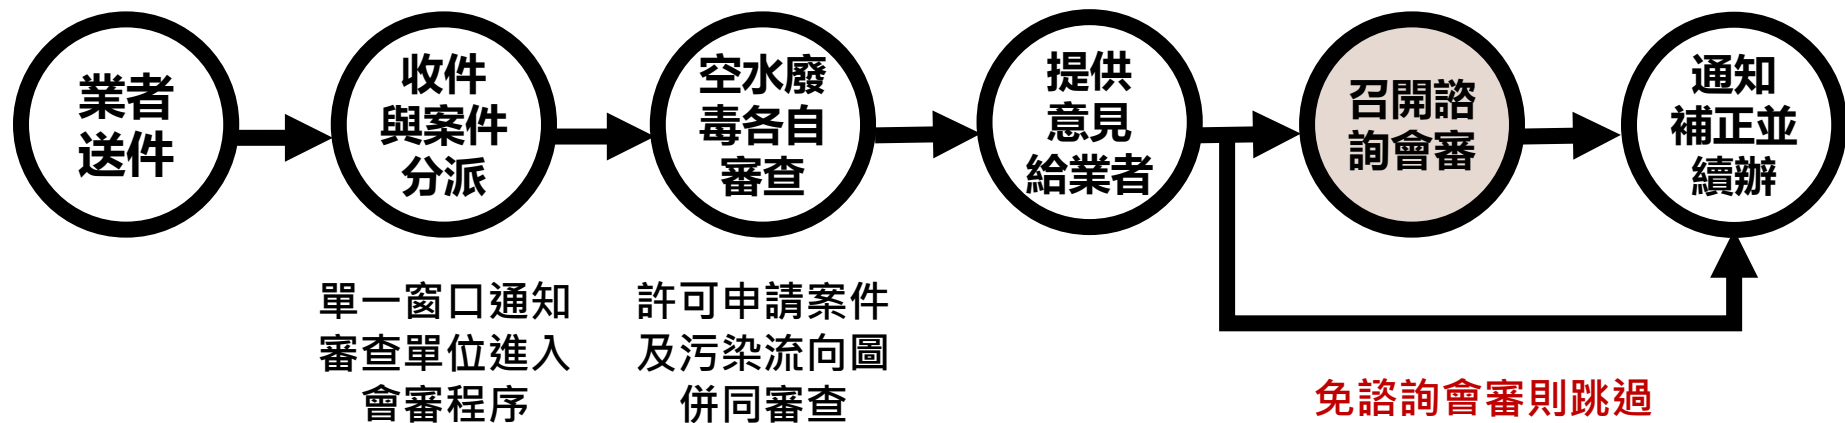 業者
送件
收件
與案件
分派
空水廢
毒各自
審查
提供
意見
給業者
召開諮
詢會審
通知
補正並
續辦
單一窗口通知
審查單位進入
會審程序
許可申請案件
及污染流向圖
併同審查
免諮詢會審則跳過